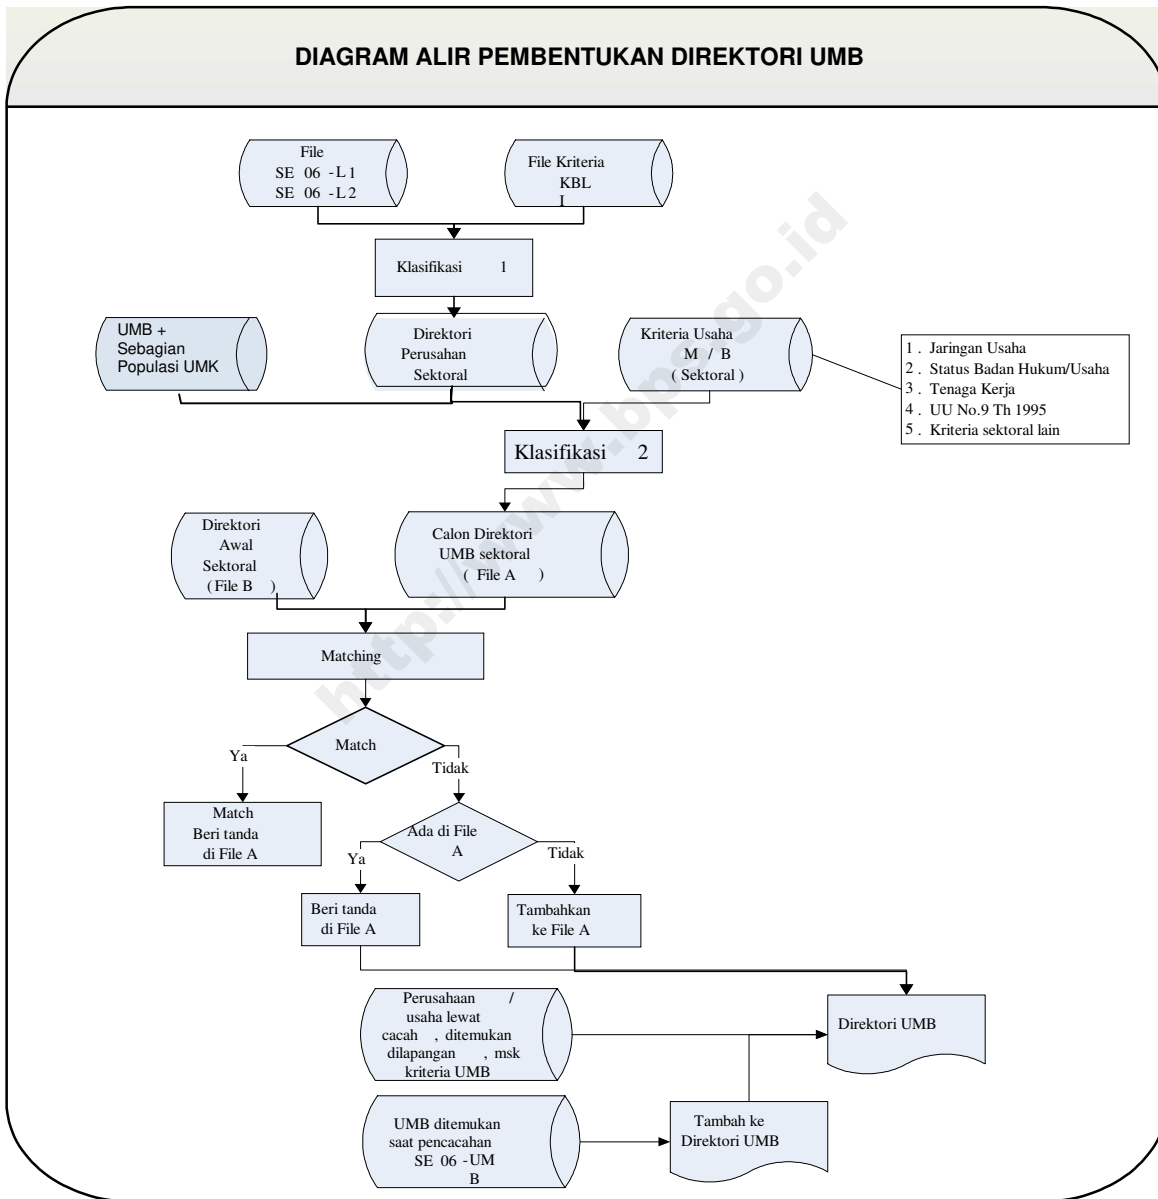 DIAGRAM ALIR PEMBENTUKAN DIREKTORI UMB
File
SE 06 -L1
SE 06 -L2
File Kriteria
KBL
I
Klasifikasi 1
UMB +
Sebagian
Populasi UMK
Direktori
Perusahan
Sektoral
Kriteria Usaha
M / B
( Sektoral )
1 . Jaringan Usaha
2 . Status Badan Hukum/Usaha
3 . Tenaga Kerja
4 . UU No.9 Th 1995
5 . Kriteria sektoral lain
Klasifikasi 2
Direktori
Awal
Sektoral
( File B )
Calon Direktori
UMB sektoral
( File A )
Matching
Match
Ya
Tidak
Match
Beri tanda
di File A
Ada di File
A
Ya
Tidak
Beri tanda
di File A
Tambahkan
ke File A
Perusahaan /
usaha lewat
cacah , ditemukan
dilapangan , msk
kriteria UMB
Direktori UMB
UMB ditemukan
saat pencacahan
SE 06 -UM
B
Tambah ke
Direktori UMB
http://www.bps.go.id